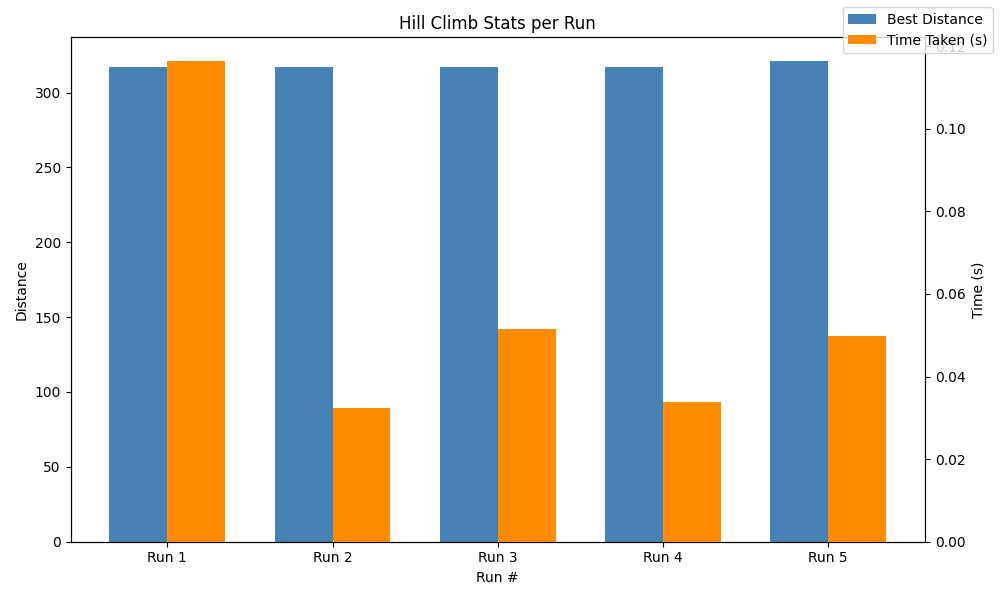 Hill Climb Stats per Run
Best Distance
Time Taken (s)
Distance
300
250
200
150
100
50
0
0.12
0.10
0.08
0.06
0.04
0.02
0.00
Time (s)
Run 1 Run 2 Run 3 Run 4 Run 5
Run #